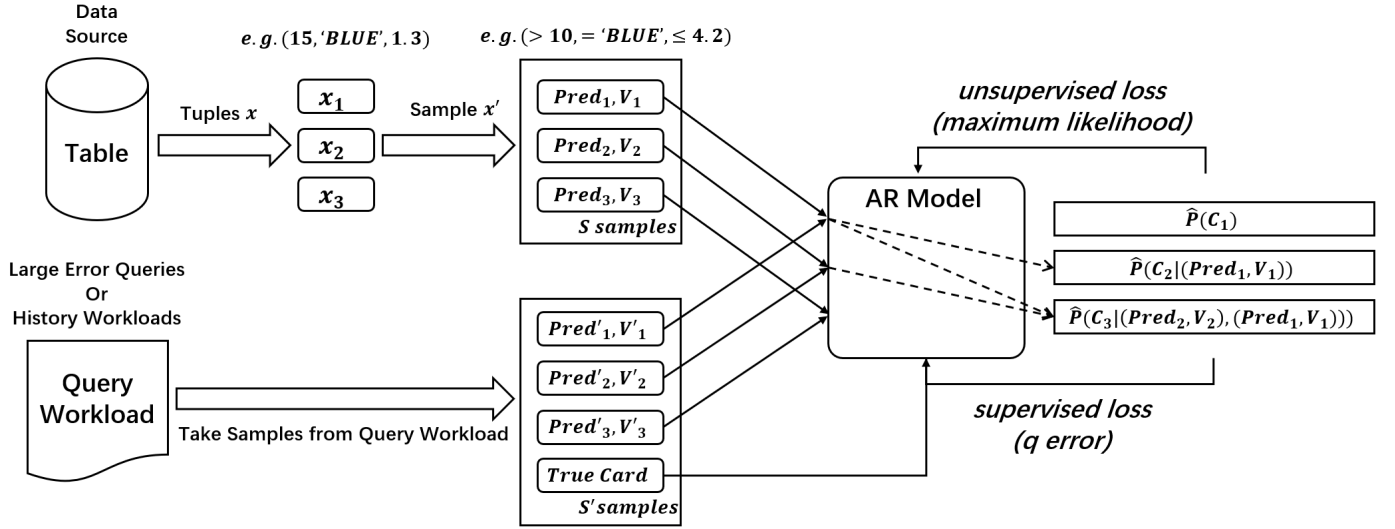 Data
Source
Table
Tuples x
e.g.(15,'BLUE',1.3)
x₁
x₂
x₃
Sample x′
e.g.(> 10,= 'BLUE',≤ 4.2)
Pred₁,V₁
Pred₂,V₂
Pred₃,V₃
S samples
Large Error Queries
Or
History Workloads
Query
Workload
Take Samples from Query Workload
Pred′₁,V′₁
Pred′₂,V′₂
Pred′₃,V′₃
True Card
S′samples
AR Model
unsupervised loss
(maximum likelihood)
P̂(C₁)
P̂(C₂|(Pred₁,V₁))
P̂(C₃|(Pred₂,V₂),(Pred₁,V₁)))
supervised loss
(q error)